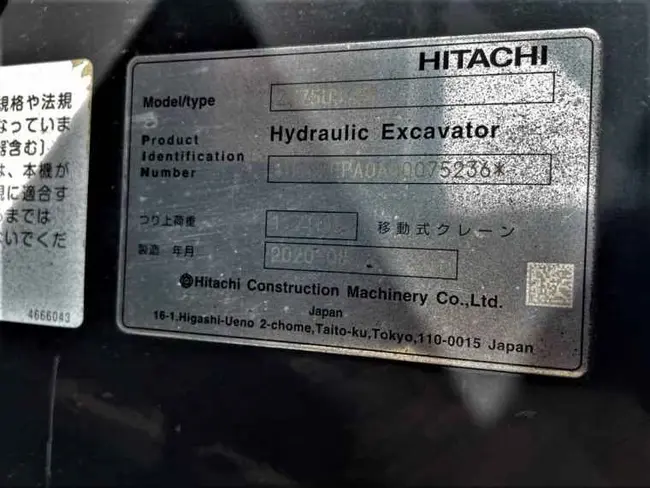 規格や法規
なっていま
器含む)
は、本機が
規に適合す
までは
いでくだ
4666043
HITACHI
Model/type
Product
Identification
Number
Hydraulic Excavator
つり上荷重
移動式クレーン
製造 年月
2020-08
Hitachi Construction Machinery Co.,Ltd.
Japan
16-1,Higashi-Ueno 2-chome,Taito-ku,Tokyo,110-0015 Japan